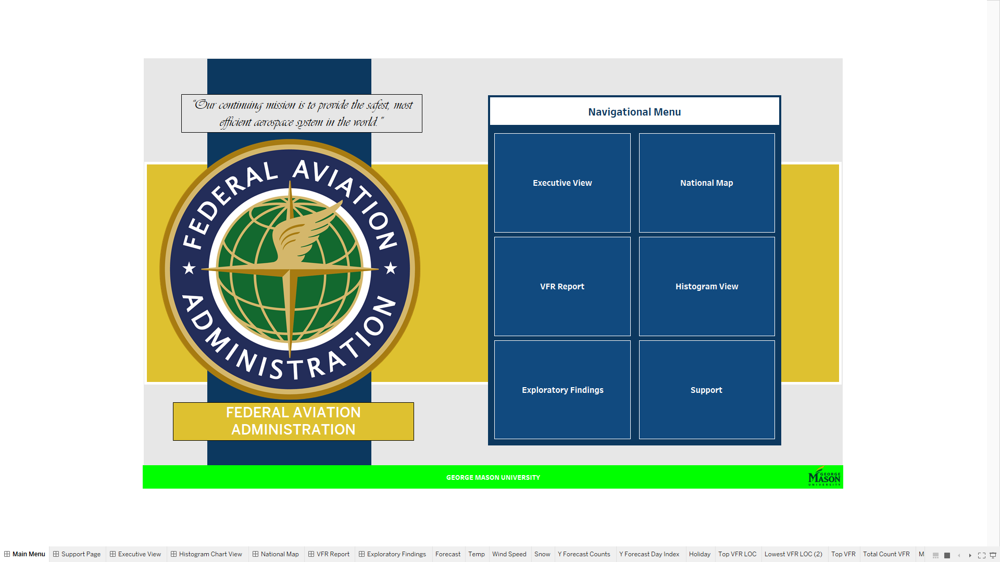 “Our continuing mission is to provide the safest, most
efficient aerospace system in the world.”
FEDERAL AVIATION
ADMINISTRATION
FEDERAL AVIATION
ADMINISTRATION
Navigational Menu
Executive View
National Map
VFR Report
Histogram View
Exploratory Findings
Support
GEORGE MASON UNIVERSITY
GEORGE
MASON
UNIVERSITY
Main Menu
Support Page
Executive View
Histogram Chart View
National Map
VFR Report
Exploratory Findings
Forecast
Temp
Wind Speed
Snow
Y Forecast Counts
Y Forecast Day Index
Holiday
Top VFR LOC
Lowest VFR LOC (2)
Top VFR
Total Count VFR